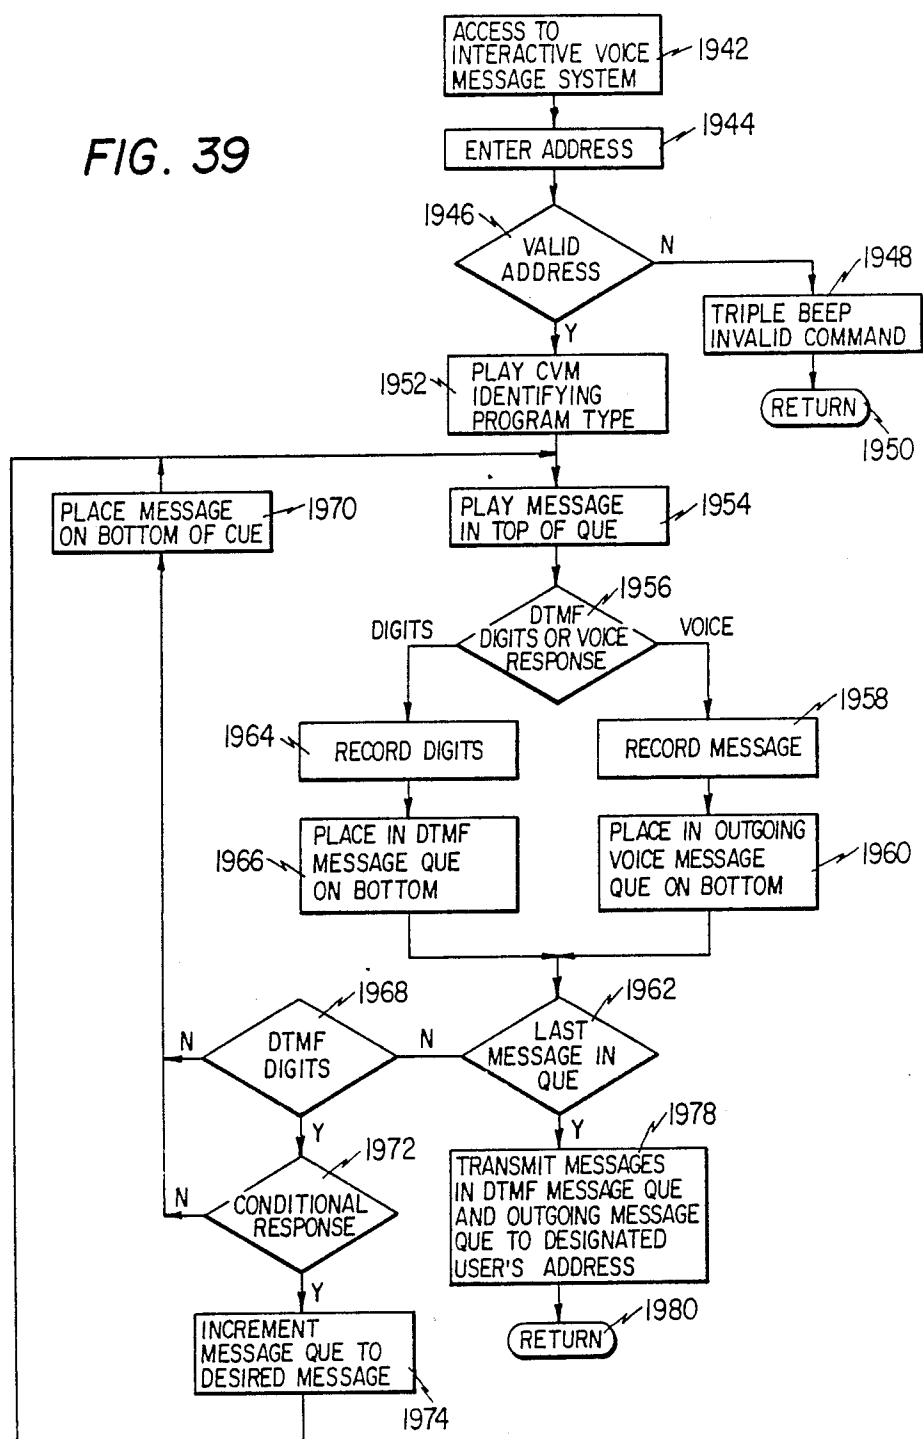 ACCESS TO
INTERACTIVE VOICE
MESSAGE SYSTEM
1942
FIG. 39
ENTER ADDRESS
1944
1946
VALID
ADDRESS
N
Y
1948
TRIPLE BEEP
INVALID COMMAND
RETURN
1950
1952
PLAY CVM
IDENTIFYING
PROGRAM TYPE
PLACE MESSAGE
ON BOTTOM OF CUE
1970
PLAY MESSAGE
IN TOP OF QUE
1954
1956
DIGITS
DTMF
DIGITS OR VOICE
RESPONSE
VOICE
1964
RECORD DIGITS
1958
RECORD MESSAGE
1966
PLACE IN DTMF
MESSAGE QUE
ON BOTTOM
PLACE IN OUTGOING
VOICE MESSAGE
QUE ON BOTTOM
1960
1968
N
DTMF
DIGITS
Y
N
1962
LAST
MESSAGE IN
QUE
Y
1972
N
CONDITIONAL
RESPONSE
Y
1978
TRANSMIT MESSAGES
IN DTMF MESSAGE QUE
AND OUTGOING MESSAGE
QUE TO DESIGNATED
USER'S ADDRESS
RETURN
1980
INCREMENT
MESSAGE QUE TO
DESIRED MESSAGE
1974